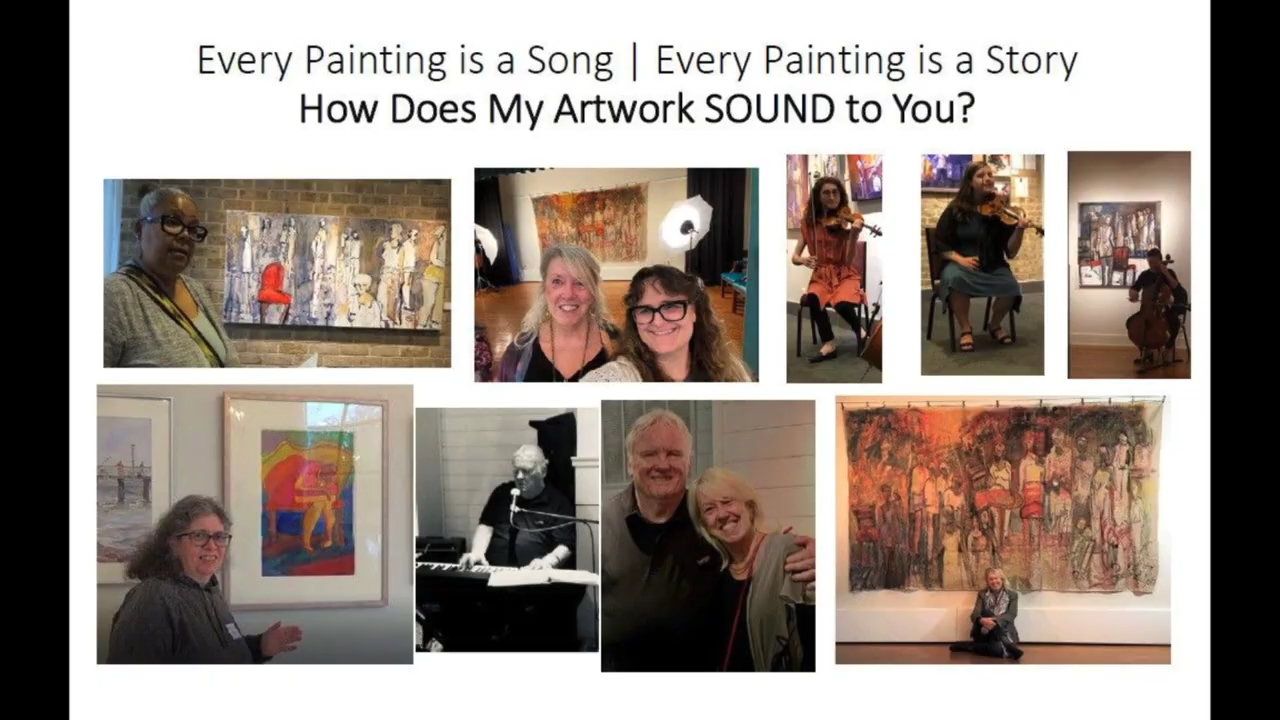 Every Painting is a Song | Every Painting is a Story
How Does My Artwork SOUND to You?